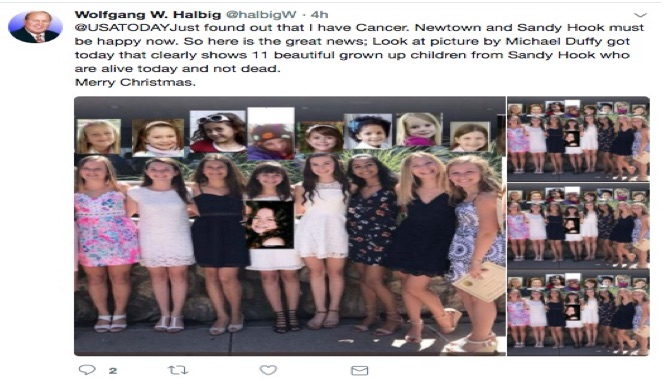 Wolfgang W. Halbig @halbigW · 4h
@USATODAYJust found out that I have Cancer. Newtown and Sandy Hook must
be happy now. So here is the great news; Look at picture by Michael Duffy got
today that clearly shows 11 beautiful grown up children from Sandy Hook who
are alive today and not dead.
Merry Christmas.
2